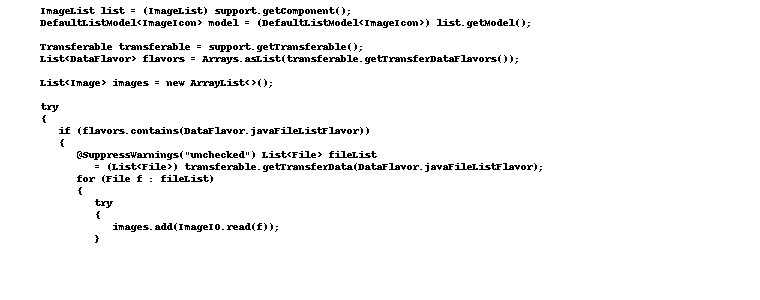 ImageList list = (ImageList) support.getComponent();
DefaultListModel<ImageIcon> model = (DefaultListModel<ImageIcon>) list.getModel();
Transferable transferable = support.getTransferable();
List<DataFlavor> flavors = Arrays.asList(transferable.getTransferDataFlavors());
List<Image> images = new ArrayList<>();
try
{
if (flavors.contains(DataFlavor.javaFileListFlavor))
{
@SuppressWarnings("unchecked") List<File> fileList
= (List<File>) transferable.getTransferData(DataFlavor.javaFileListFlavor);
for (File f : fileList)
{
try
{
images.add(ImageIO.read(f));
}